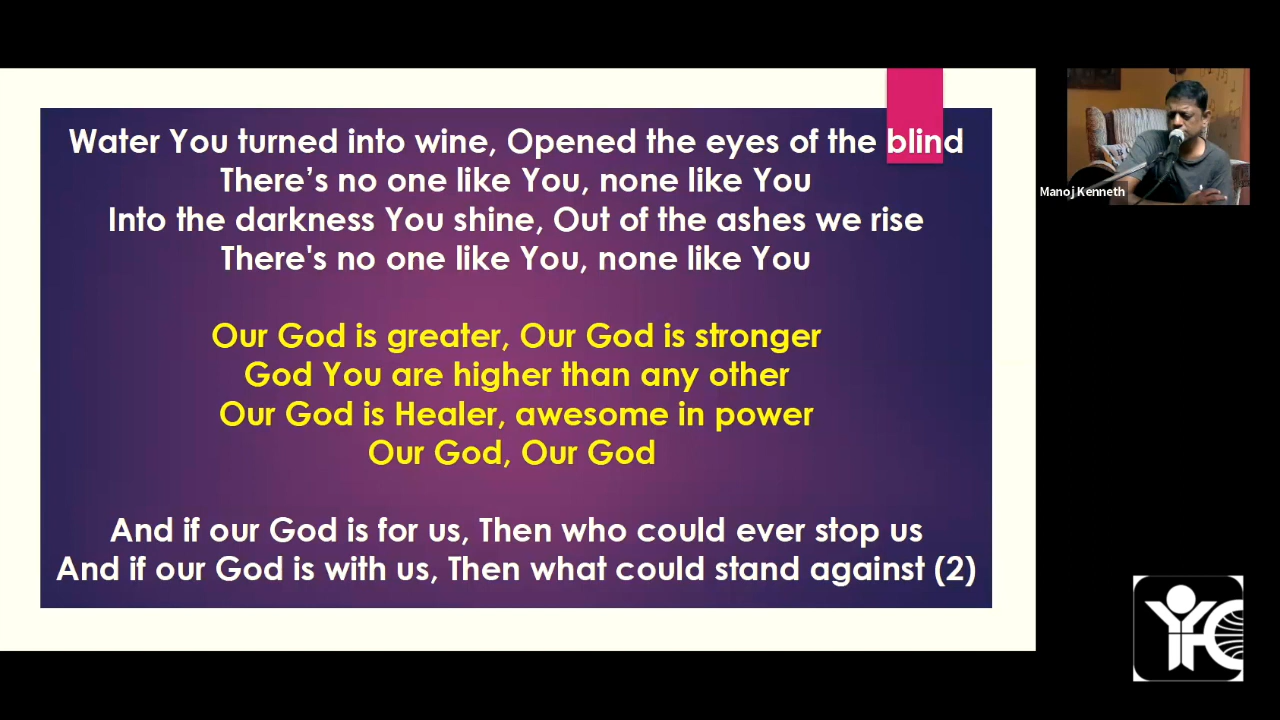 Water You turned into wine, Opened the eyes of the blind
There’s no one like You, none like You
Into the darkness You shine, Out of the ashes we rise
There's no one like You, none like You
Our God is greater, Our God is stronger
God You are higher than any other
Our God is Healer, awesome in power
Our God, Our God
And if our God is for us, Then who could ever stop us
And if our God is with us, Then what could stand against (2)
Manoj Kenneth
YFC